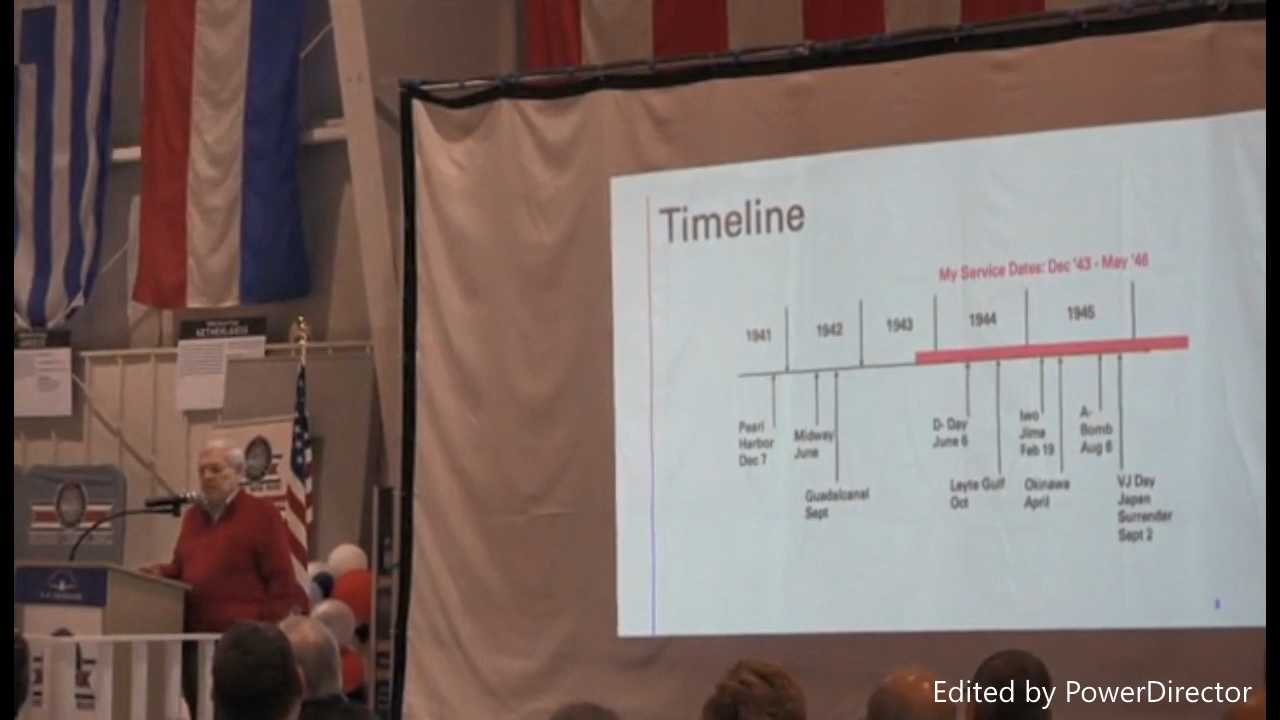 Timeline
My Service Dates: Dec '43 - May '46
1941
1942
1943
1944
1945
Pearl
Harbor
Dec 7
Midway
June
Guadalcanal
Sept
D- Day
June 6
Leyte Gulf
Oct
Iwo
Jima
Feb 19
Okinawa
April
A-
Bomb
Aug 6
VJ Day
Japan
Surrender
Sept 2
NETHERLANDS
Edited by PowerDirector